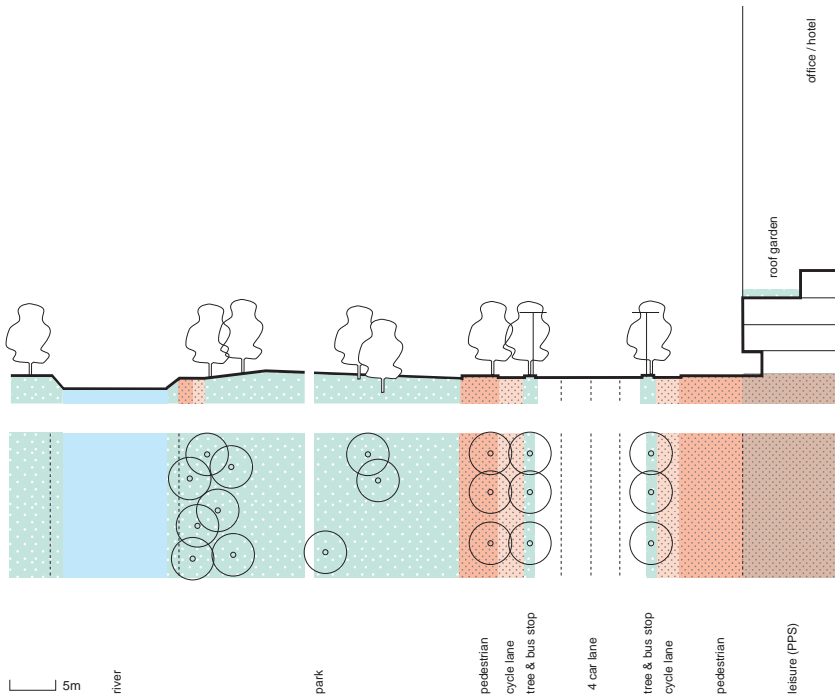 office / hotel
roof garden
5m
river
park
pedestrian
cycle lane
tree & bus stop
4 car lane
tree & bus stop
cycle lane
pedestrian
leisure (PPS)